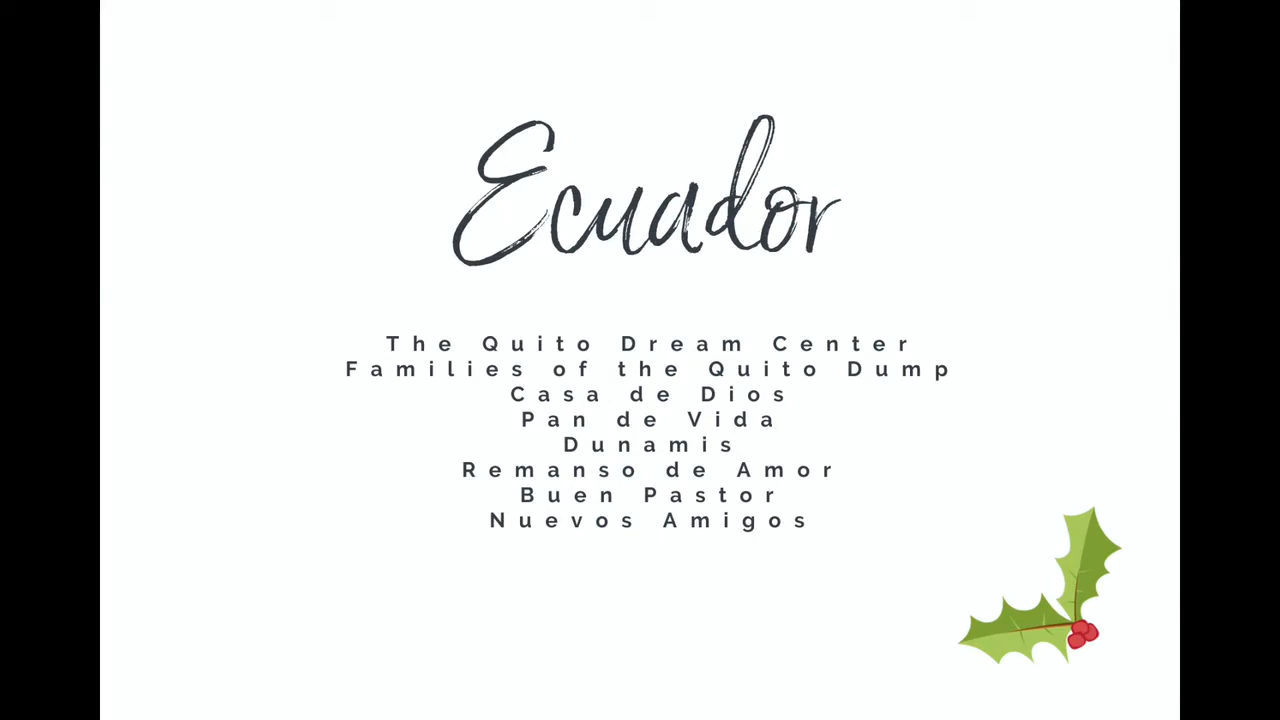 Ecuador
The Quito Dream Center
Families of the Quito Dump
Casa de Dios
Pan de Vida
Dunamis
Remanso de Amor
Buen Pastor
Nuevos Amigos